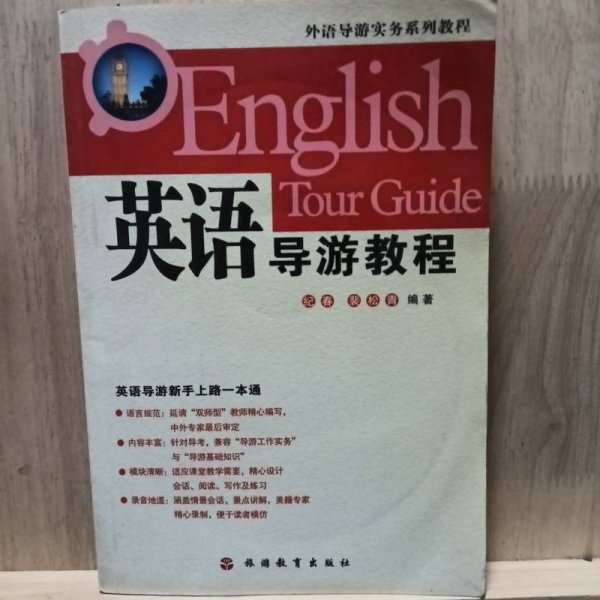 外语导游实务系列教程
English
Tour Guide
英语导游教程
纪春 裴松青 编著
英语导游新手上路一本通
● 语言规范：延请“双师型”教师精心编写，
中外专家最后审定
● 内容丰富：针对导考，兼容“导游工作实务”
与“导游基础知识”
● 模块清晰：适应课堂教学需要，精心设计
会话、阅读、写作及练习
● 录音地道：涵盖情景会话、景点讲解，美籍专家
精心录制，便于读者模仿
旅游教育出版社